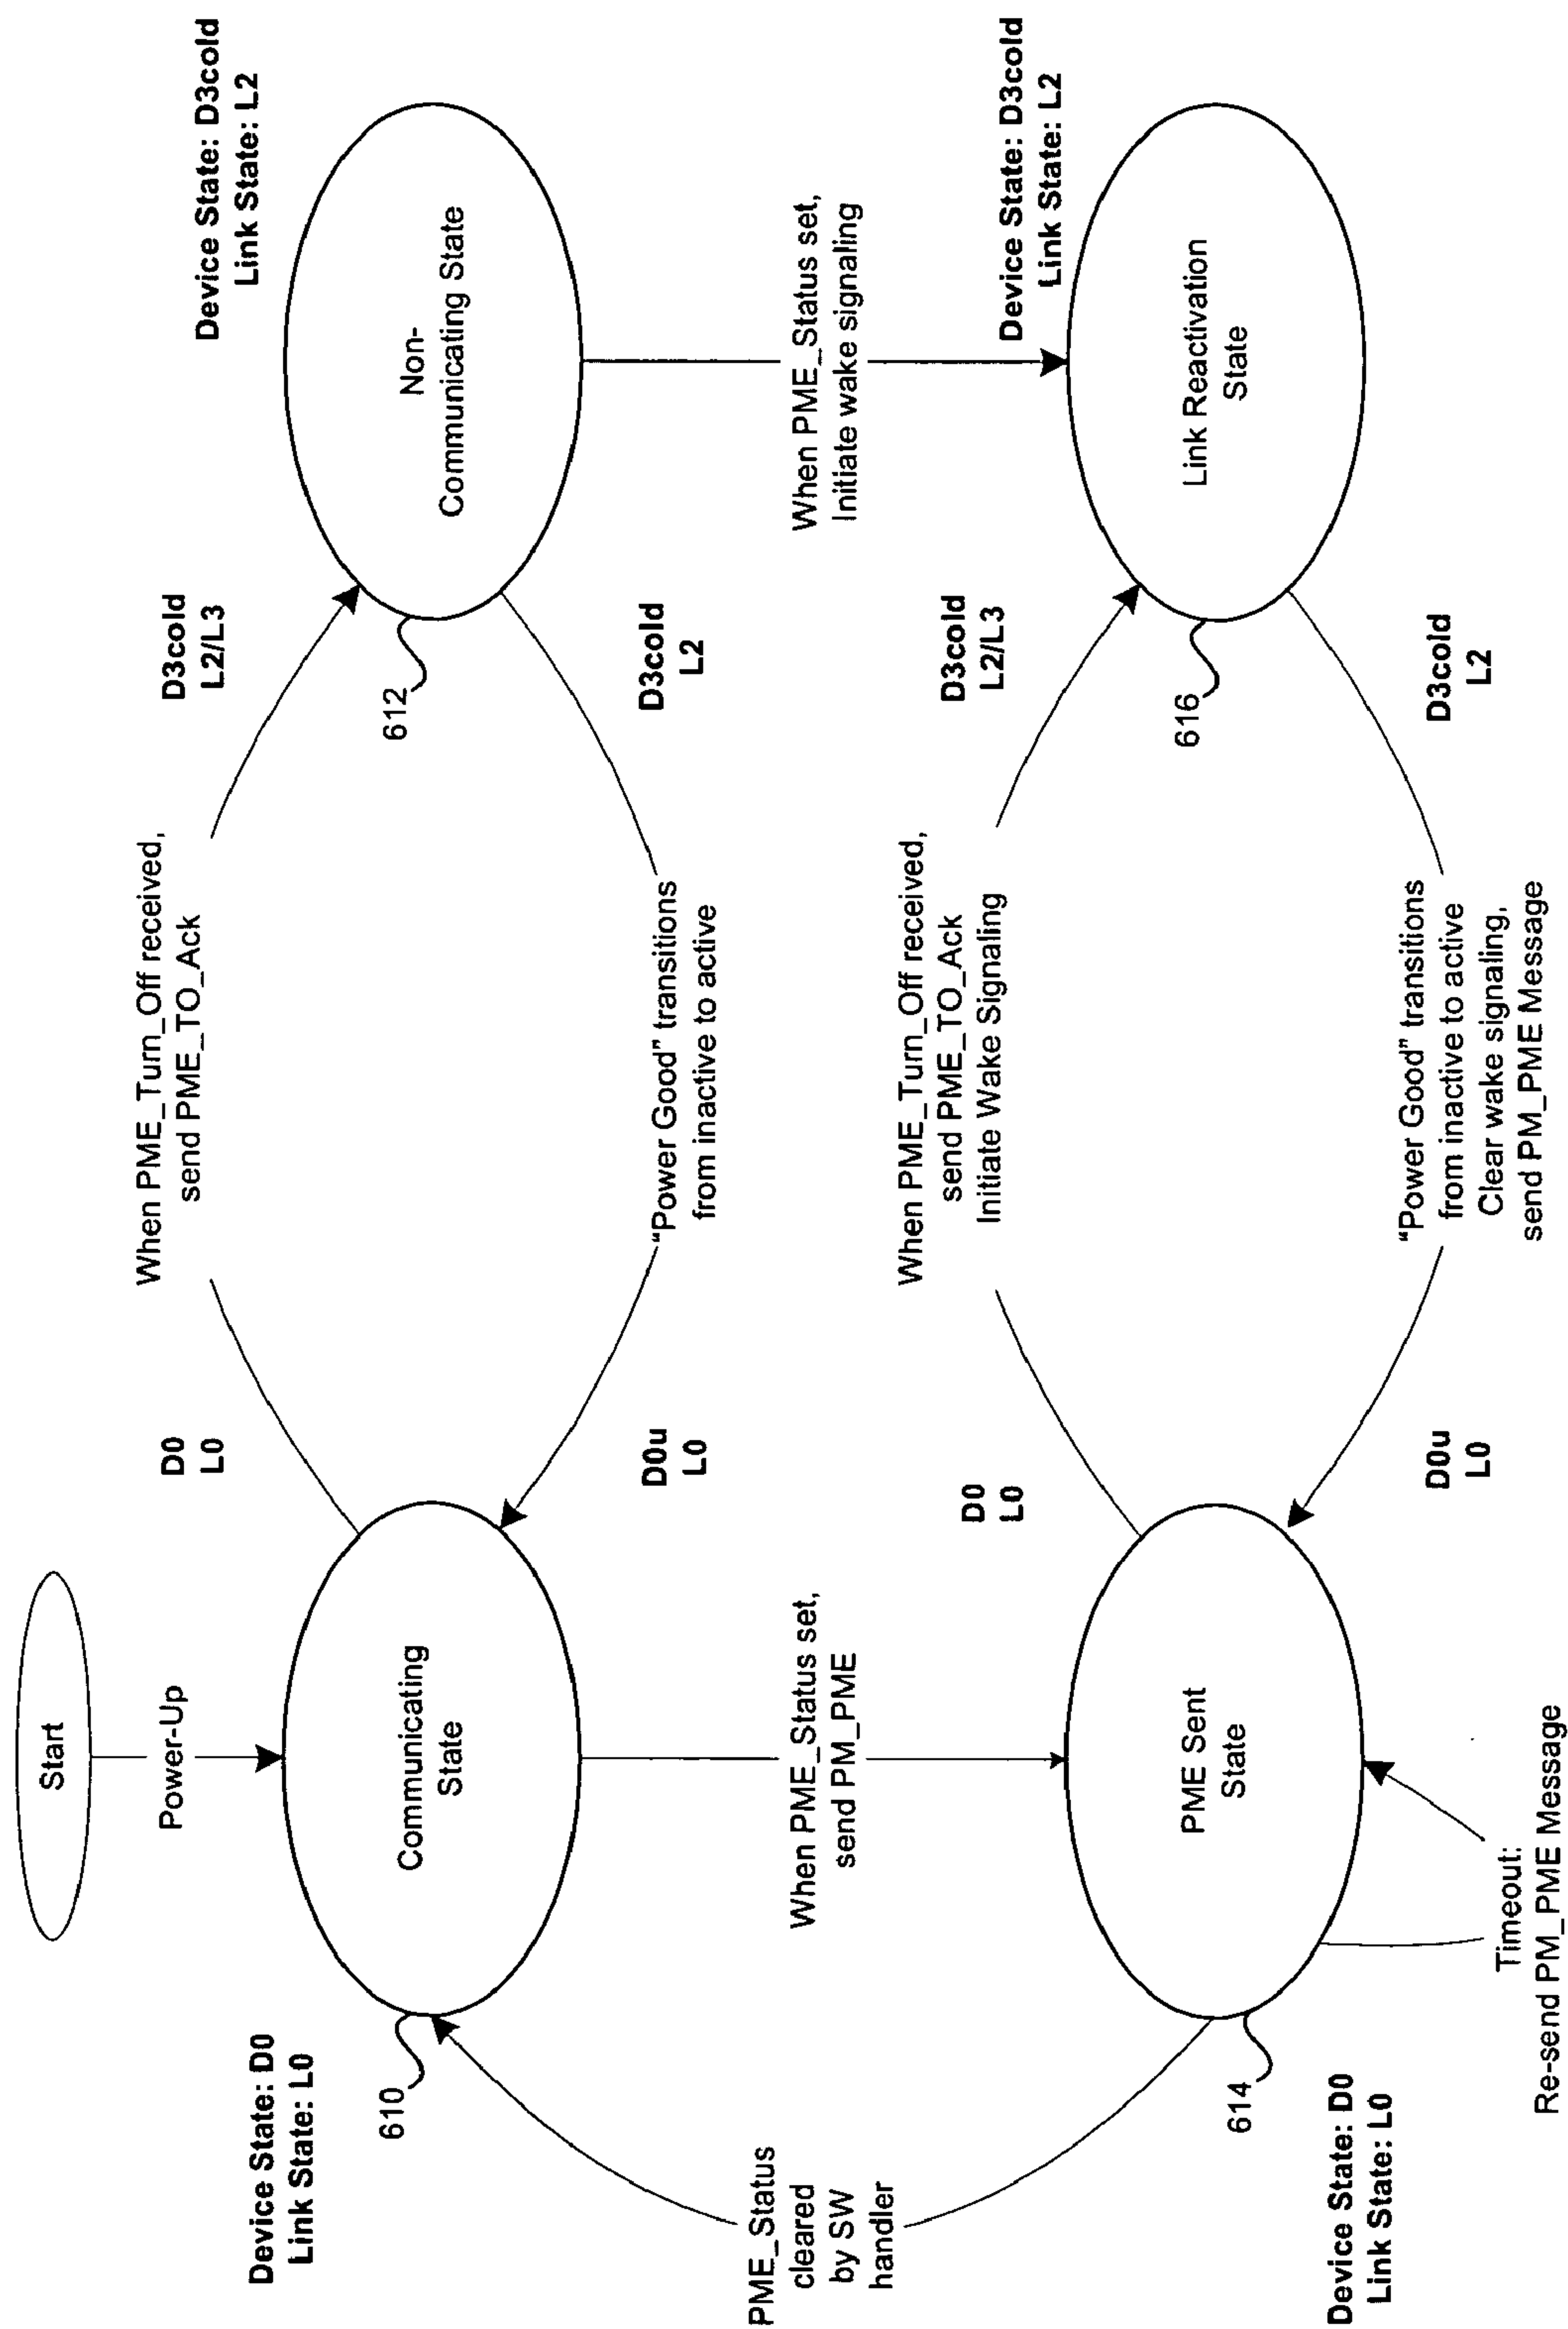 Start
Power-Up
Device State: D0
Link State: L0
610
Communicating
State
D0
L0
When PME_Turn_Off received,
send PME_TO_Ack
D3cold
L2/L3
612
Non-
Communicating State
Device State: D3cold
Link State: L2
D0u
L0
"Power Good" transitions
from inactive to active
D3cold
L2
PME_Status
cleared
by SW
handler
When PME_Status set,
send PM_PME
When PME_Status set,
Initiate wake signaling
Device State: D0
Link State: L0
614
PME Sent
State
D0
L0
When PME_Turn_Off received,
send PME_TO_Ack
Initiate Wake Signaling
D3cold
L2/L3
616
Link Reactivation
State
Device State: D3cold
Link State: L2
D0u
L0
"Power Good" transitions
from inactive to active
Clear wake signaling,
send PM_PME Message
D3cold
L2
Timeout:
Re-send PM_PME Message